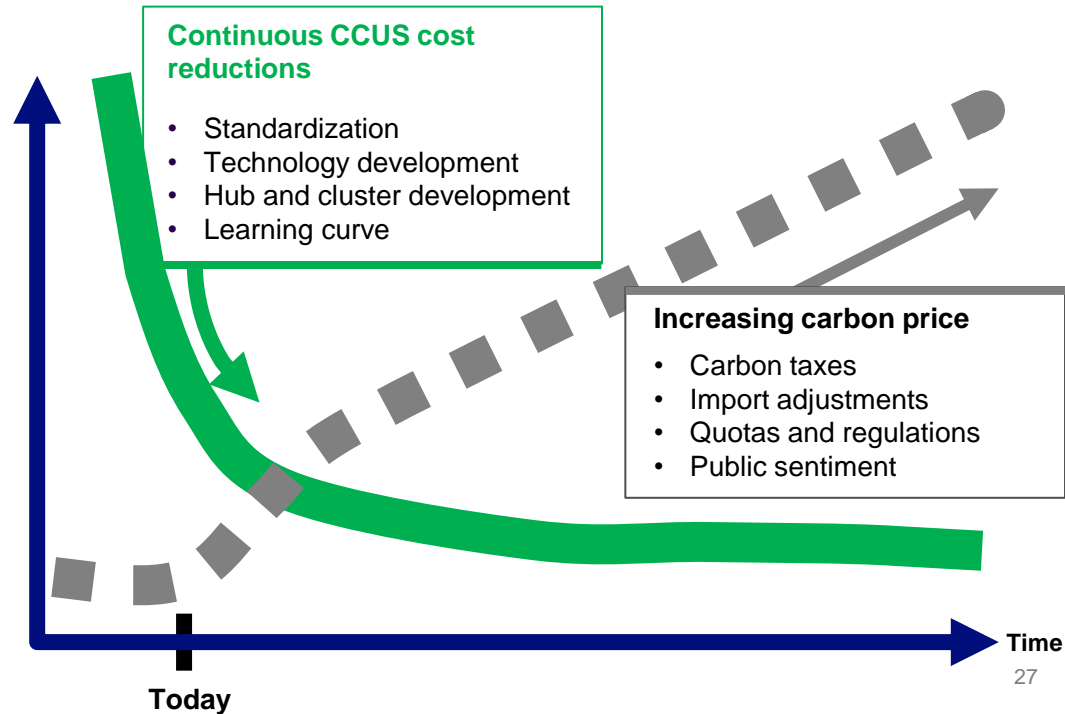 Continuous CCUS cost
reductions
• Standardization
• Technology development
• Hub and cluster development
• Learning curve
Increasing carbon price
• Carbon taxes
• Import adjustments
• Quotas and regulations
• Public sentiment
Time
27
Today